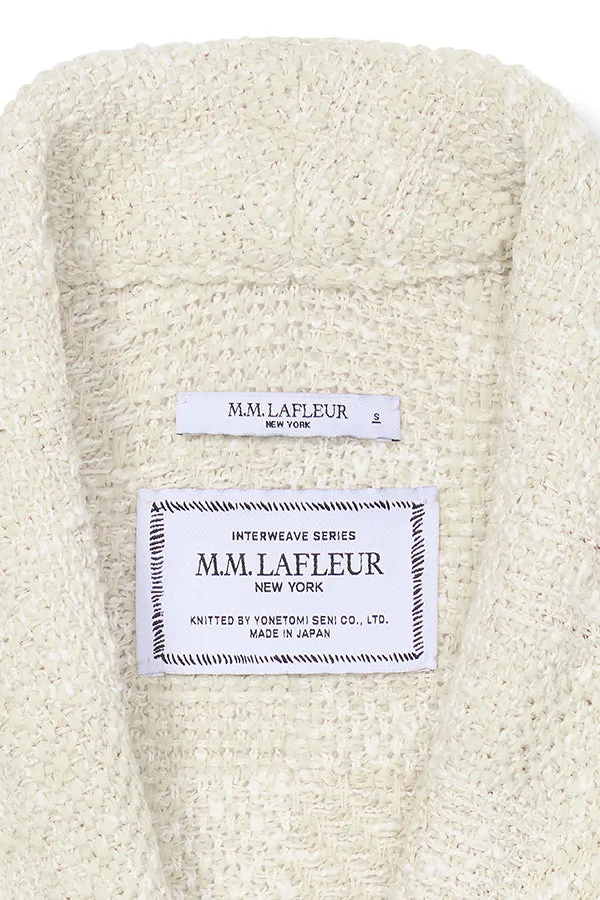 M.M.LAFLEUR
NEW YORK
S
INTERWEAVE SERIES
M.M.LAFLEUR
NEW YORK
KNITTED BY YONETOMI SENI CO., LTD.
MADE IN JAPAN